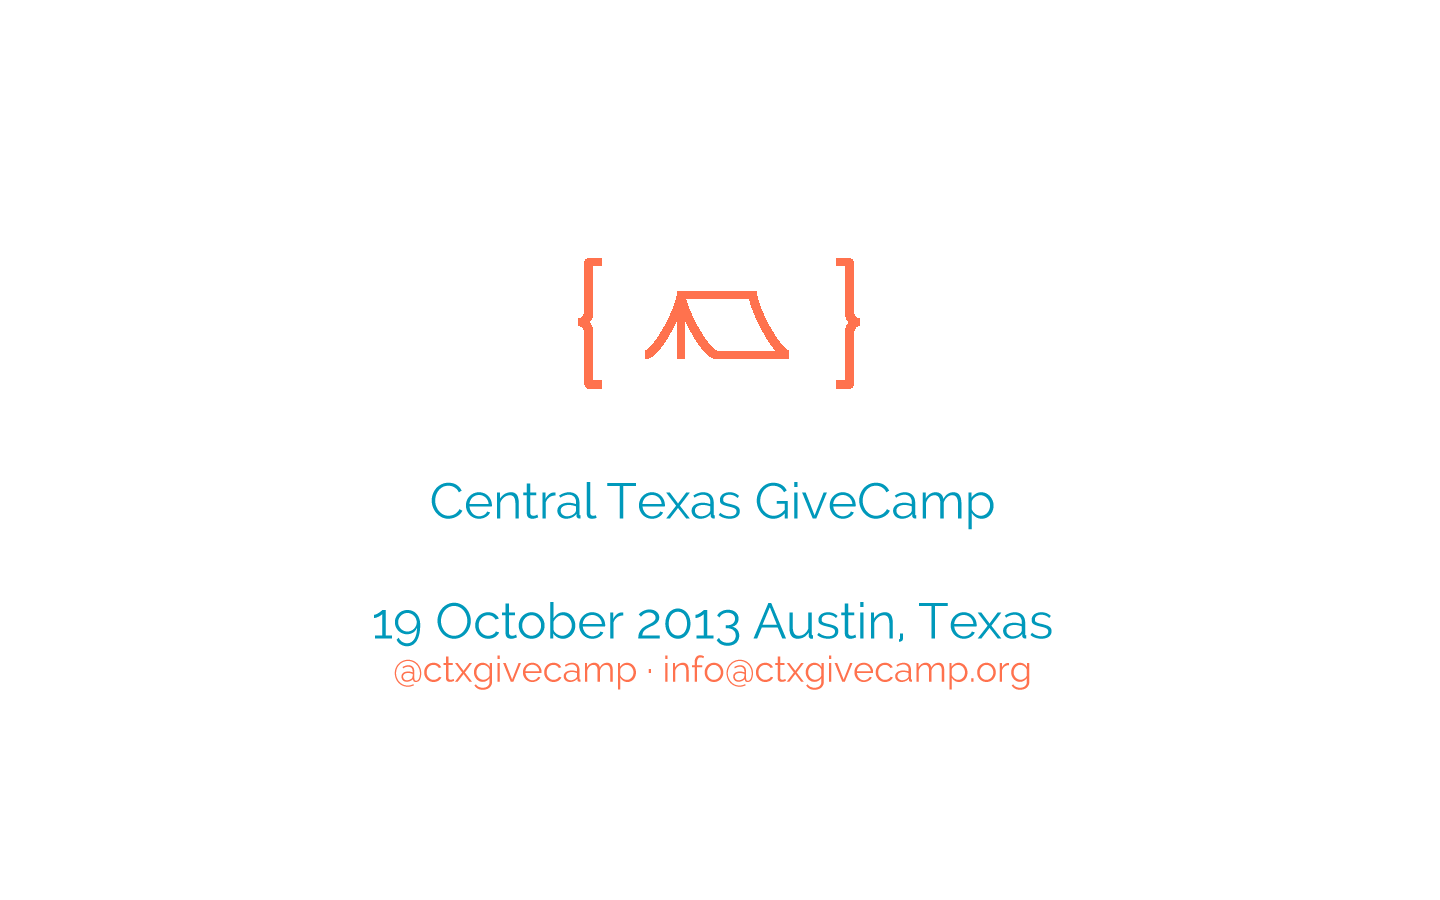 Central Texas GiveCamp
19 October 2013 Austin, Texas
@ctxgivecamp · info@ctxgivecamp.org